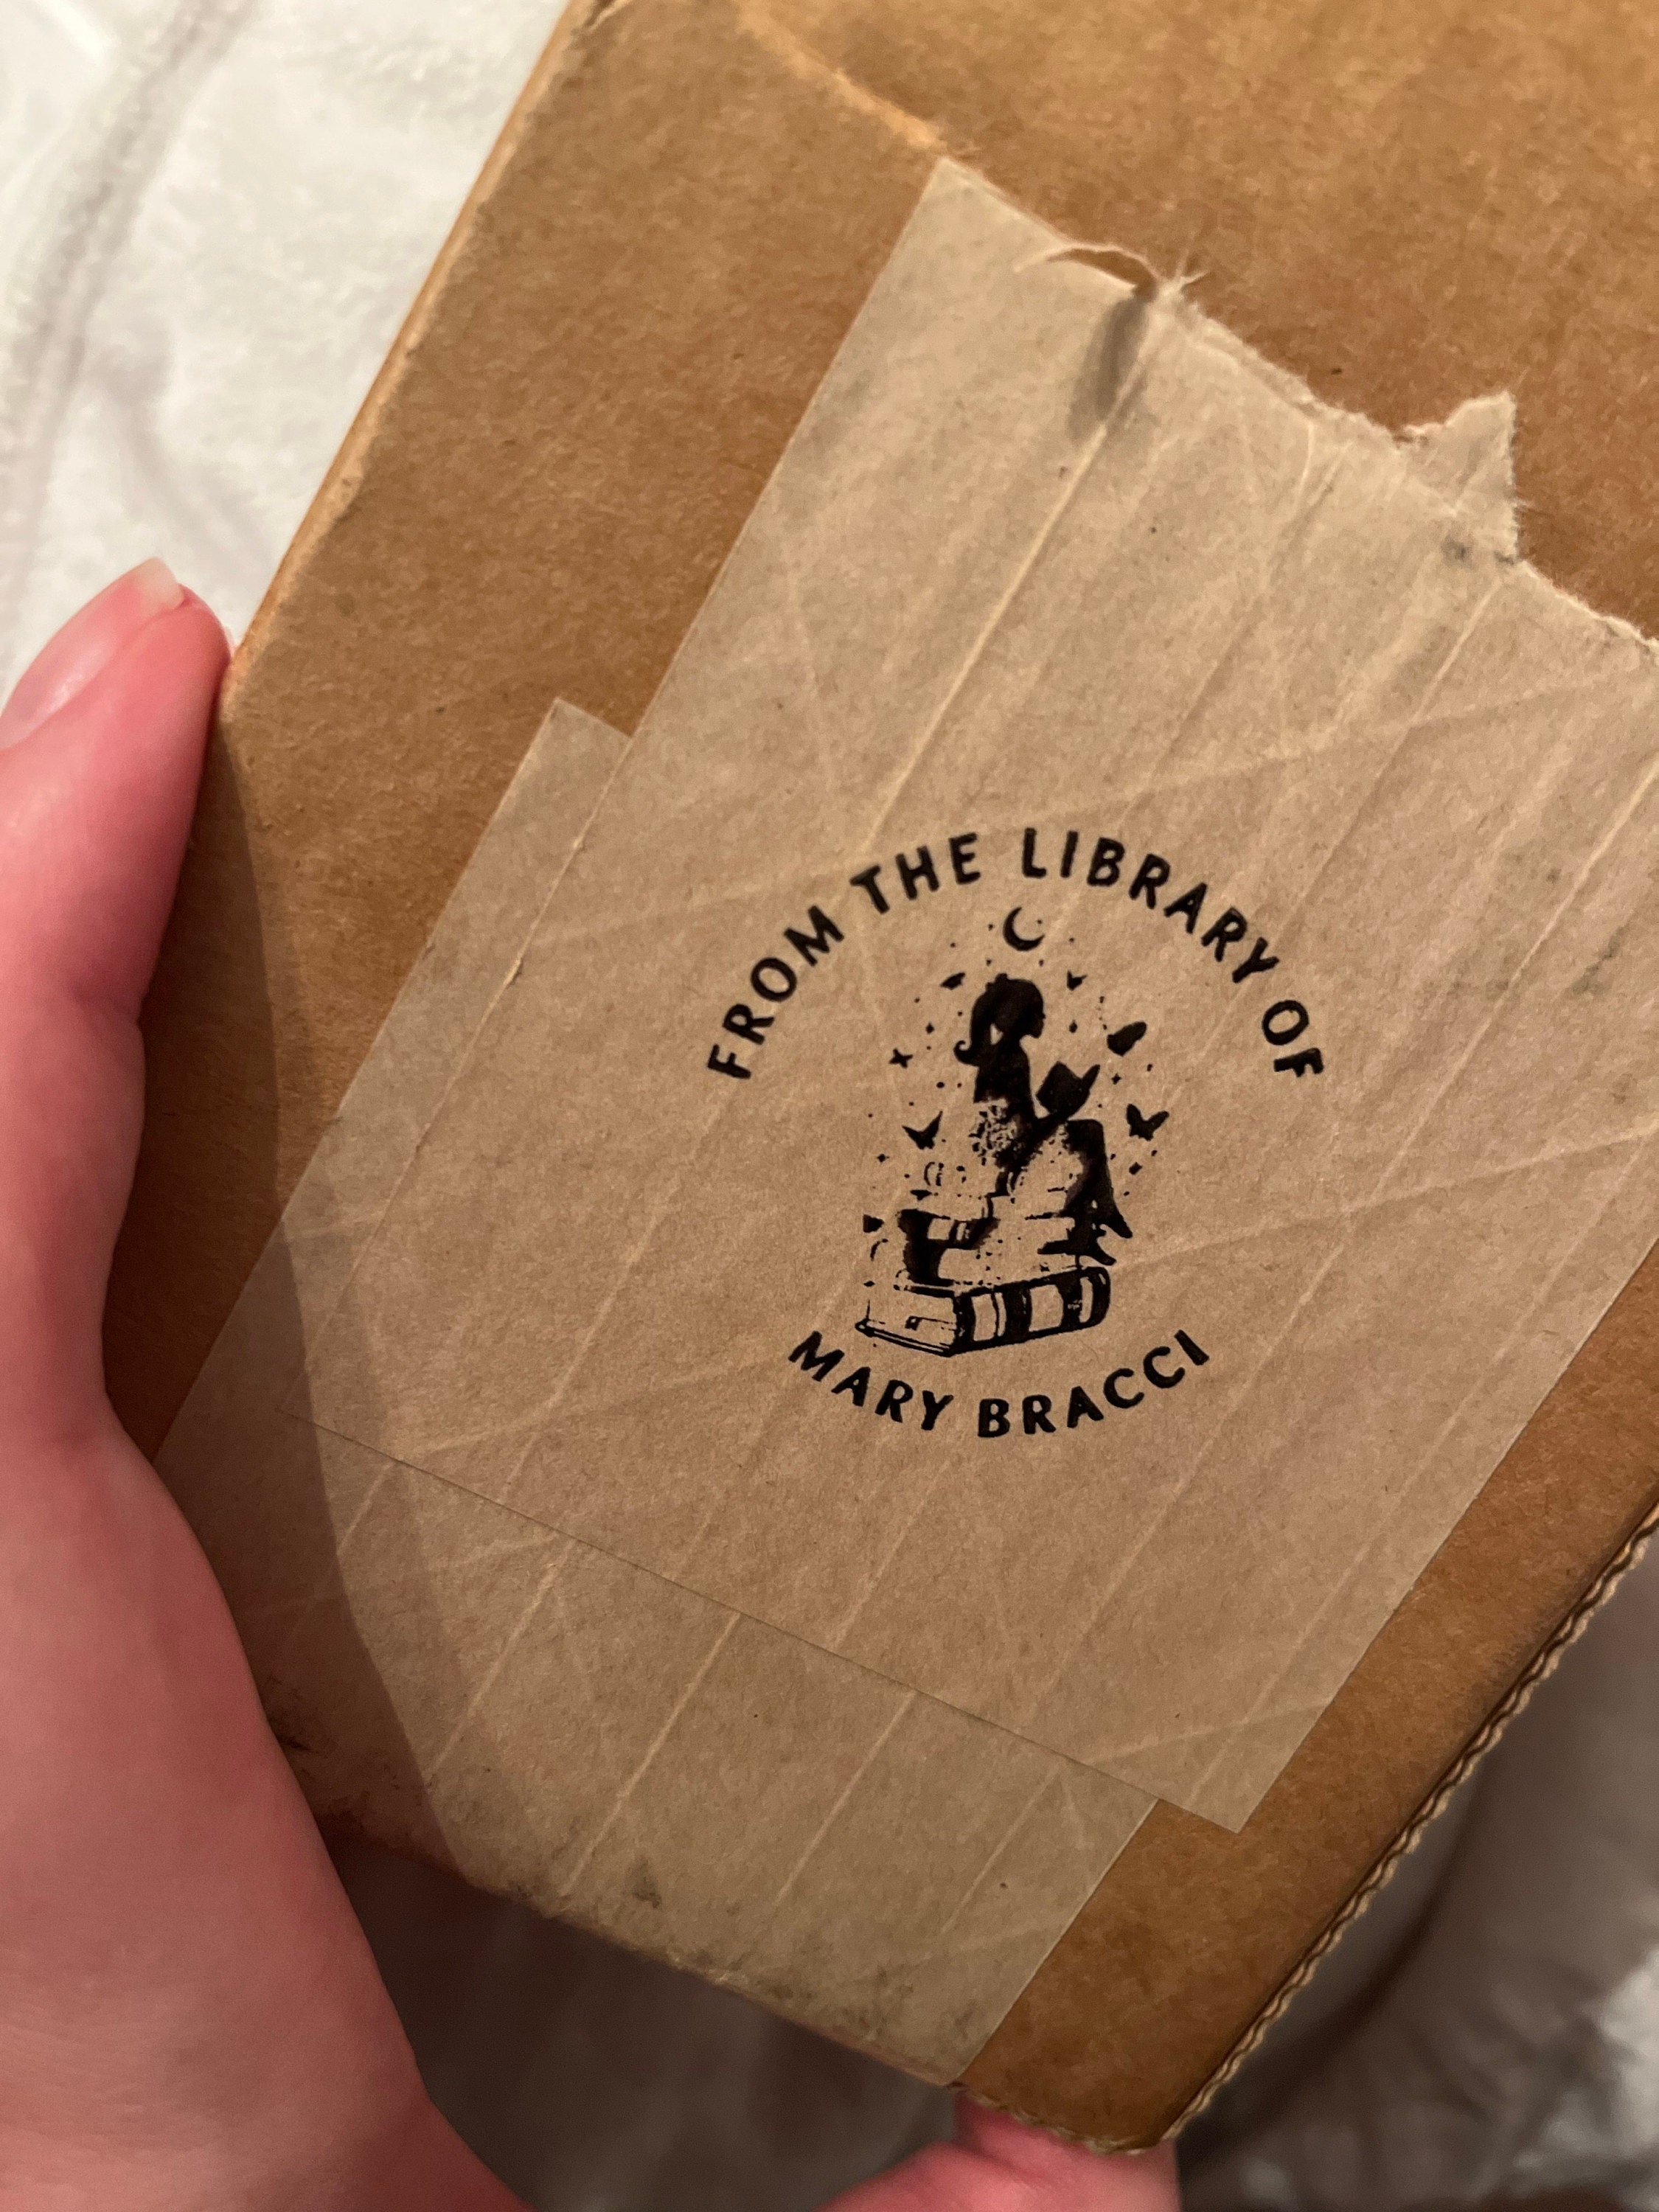 FROM THE LIBRARY OF
MARY BRACCI